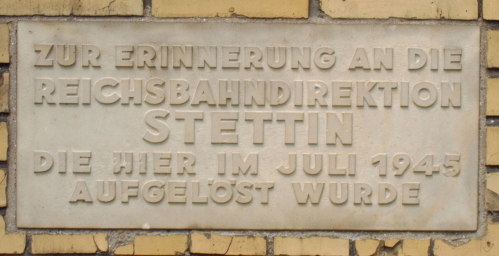 ZUR ERINNERUNG AN DIE
REICHSBAHNDIREKTION
STETTIN
DIE HIER IM JULI 1945
AUFGELÖST WURDE